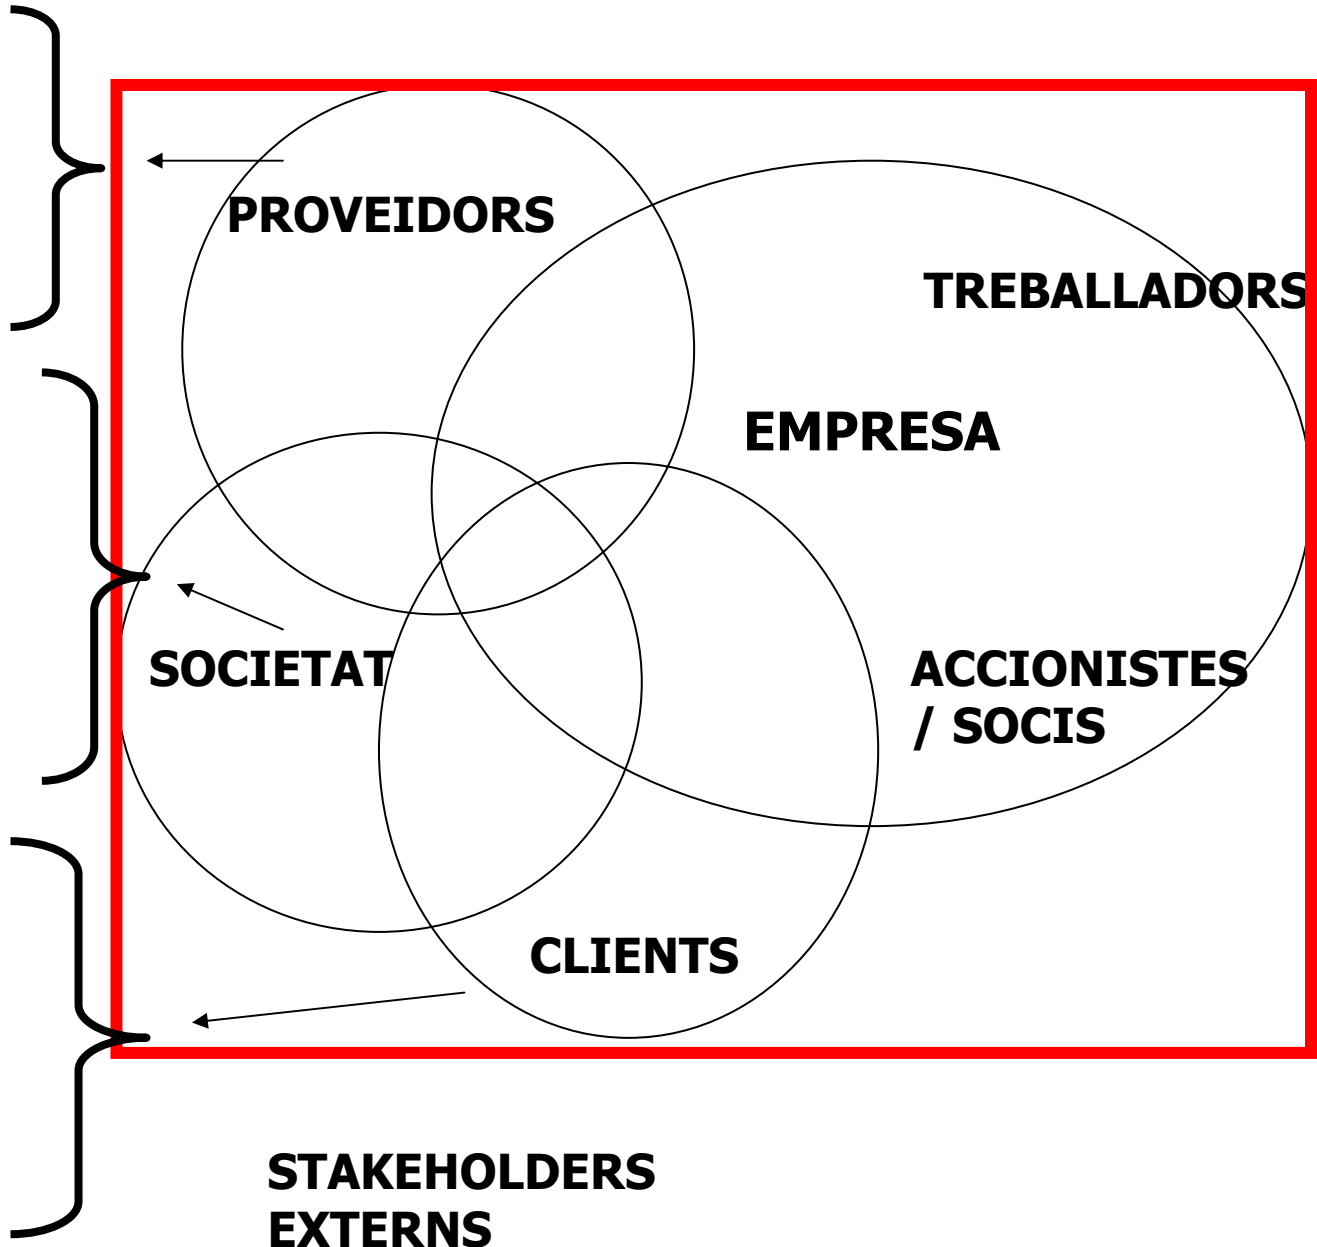 PROVEIDORS
TREBALLADORS
EMPRESA
SOCIETAT
ACCIONISTES
/ SOCIS
CLIENTS
STAKEHOLDERS
EXTERNS